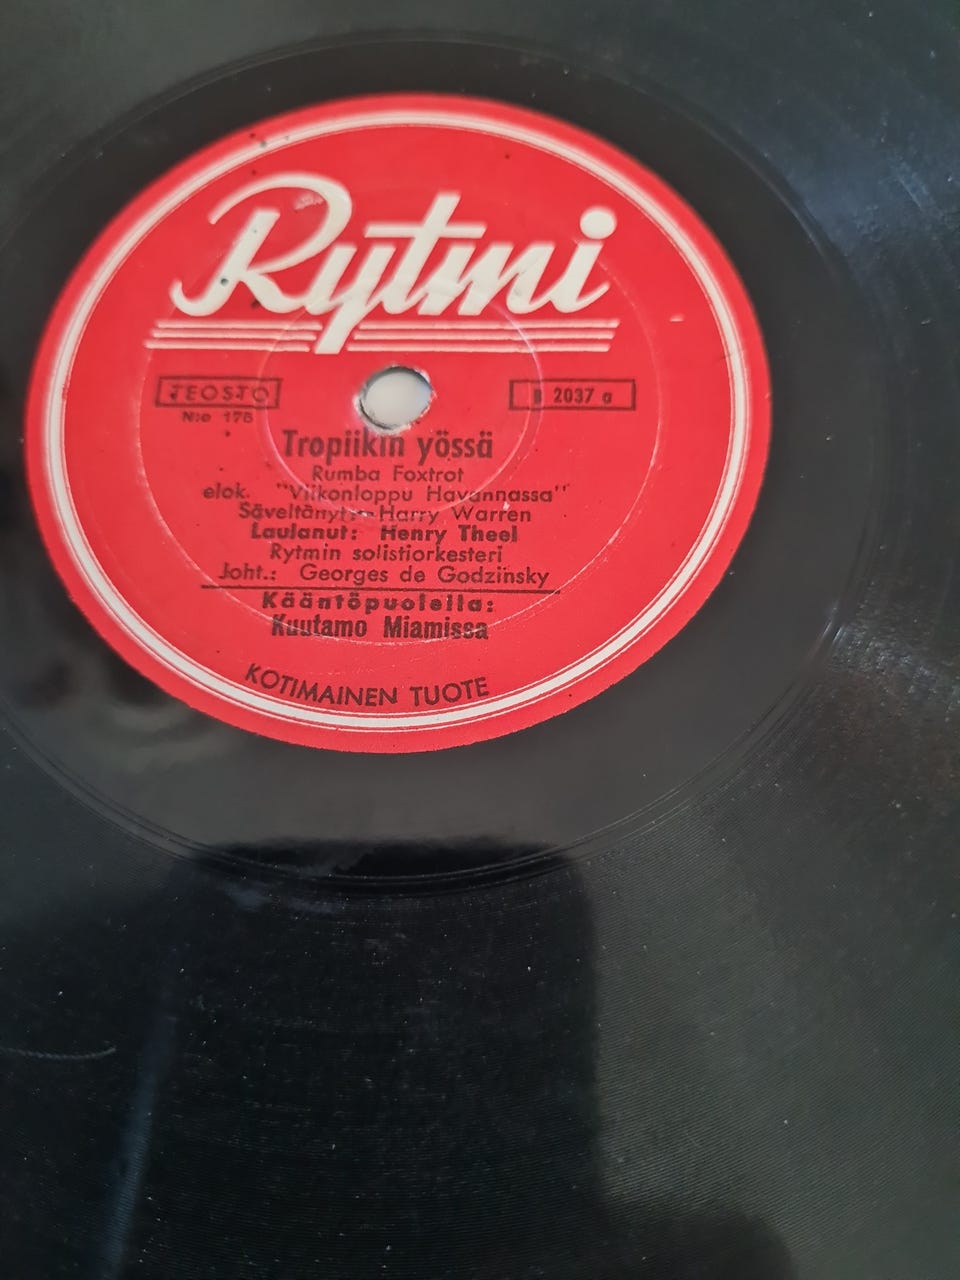 Rytmi
TEOSTO
N:o 178
R 2037 a
Tropiikin yössä
Rumba Foxtrot
elok. "Viikonloppu Havannassa"
Säveltänyt: Harry Warren
Laulanut: Henry Theel
Rytmin solistiorkesteri
Joht.: Georges de Godzinsky
Kääntöpuolella:
Kuutamo Miamissa
KOTIMAINEN TUOTE